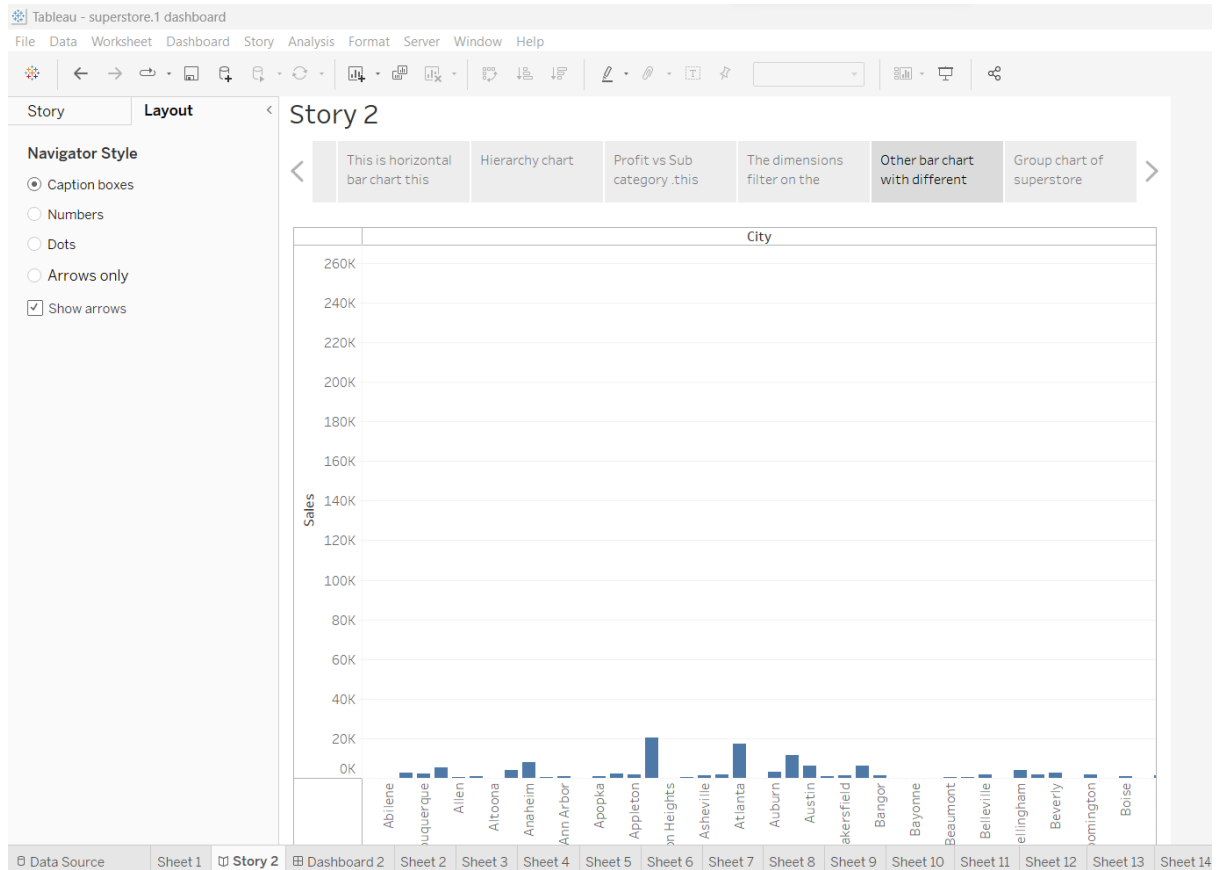 Tableau - superstore.1 dashboard
File Data Worksheet Dashboard Story Analysis Format Server Window Help
Story Layout
Navigator Style
Caption boxes
Numbers
Dots
Arrows only
Show arrows
Story 2
This is horizontal
bar chart this
Hierarchy chart
Profit vs Sub
category .this
The dimensions
filter on the
Other bar chart
with different
Group chart of
superstore
City
260K
240K
220K
200K
180K
160K
140K
120K
100K
80K
60K
40K
20K
0K
Sales
Abilene
uquerque
Allen
Altoona
Anaheim
Ann Arbor
Apopka
Appleton
on Heights
Asheville
Atlanta
Auburn
Austin
akersfield
Bangor
Bayonne
Beaumont
Belleville
ellingham
Beverly
omington
Boise
Data Source Sheet 1 Story 2 Dashboard 2 Sheet 2 Sheet 3 Sheet 4 Sheet 5 Sheet 6 Sheet 7 Sheet 8 Sheet 9 Sheet 10 Sheet 11 Sheet 12 Sheet 13 Sheet 14